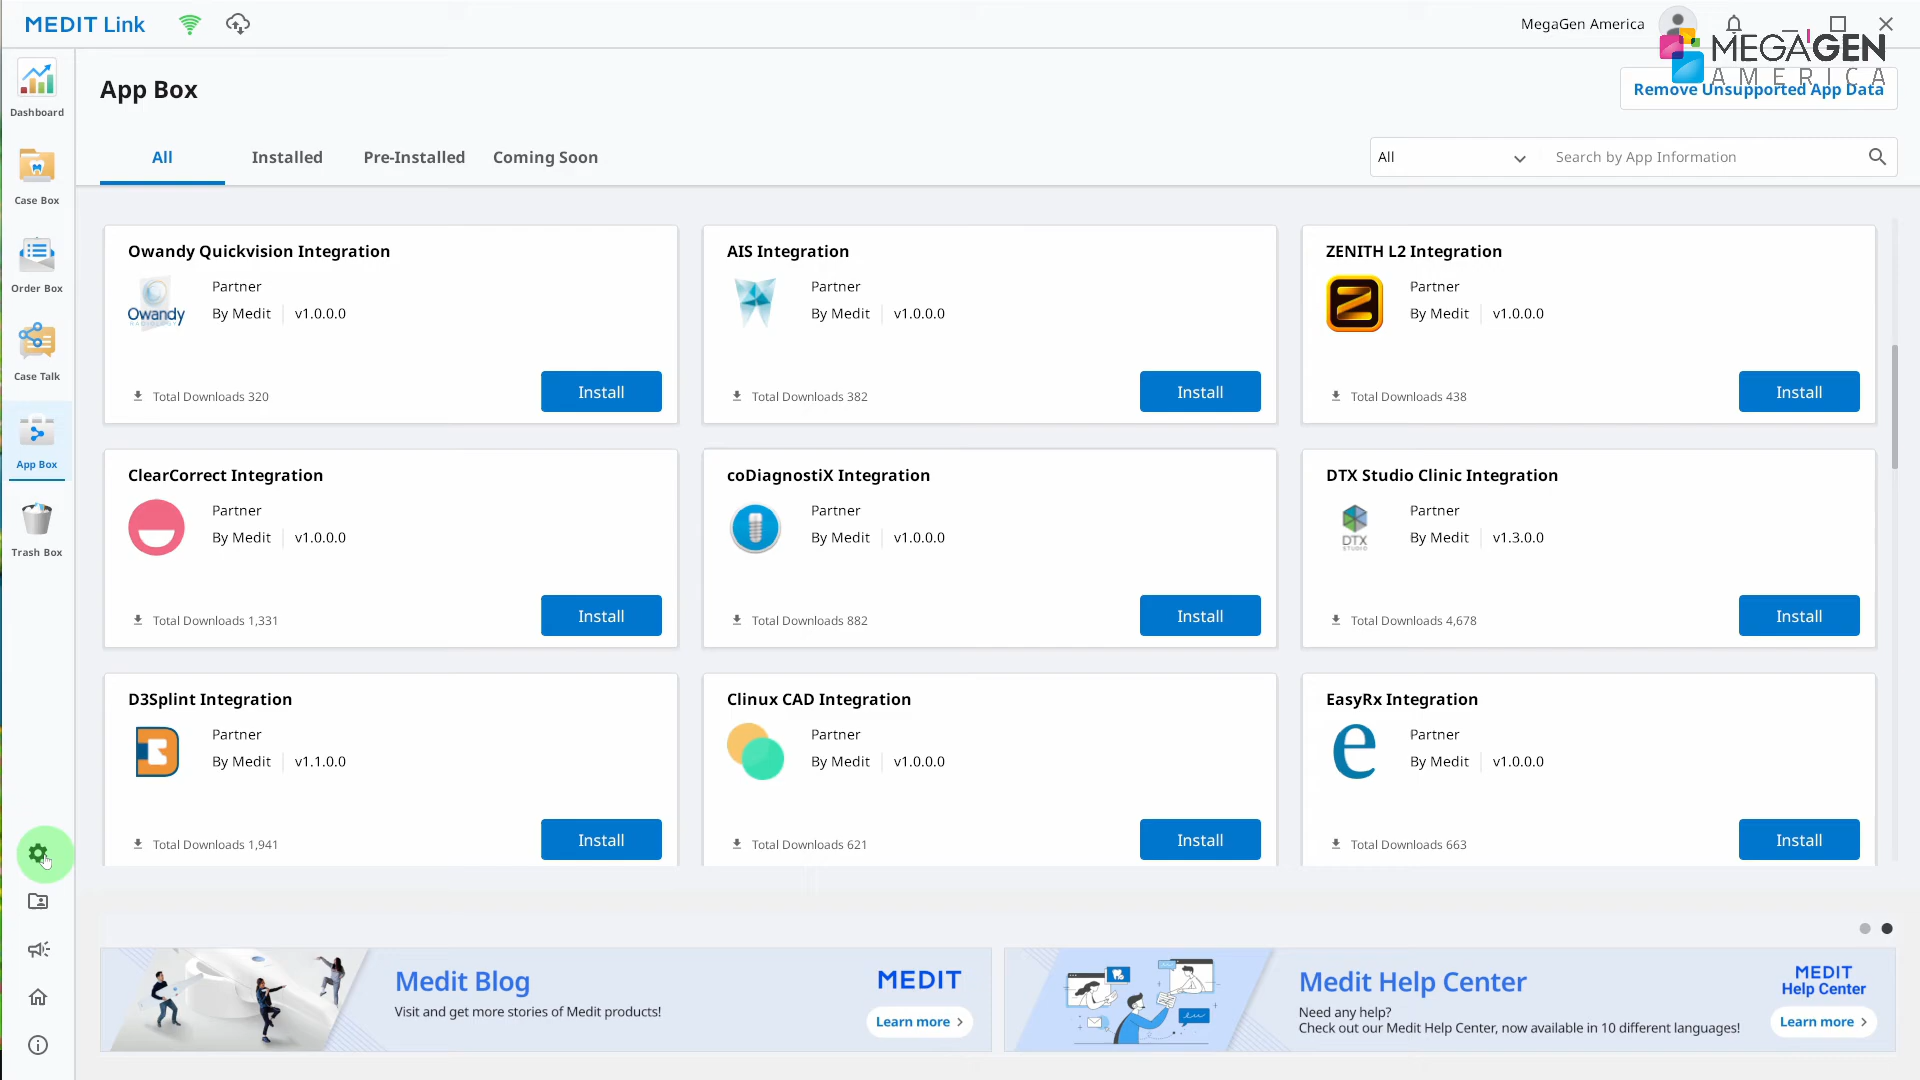 MEDIT Link
MegaGen America
MEGAGEN
AMERICA
Remove Unsupported App Data
Dashboard
Case Box
Order Box
Case Talk
App Box
Trash Box
App Box
All
Installed
Pre-Installed
Coming Soon
All
Search by App Information
Owandy Quickvision Integration
Owandy
RADIOLOGY
Partner
By Medit
v1.0.0.0
Total Downloads 320
Install
AIS Integration
Partner
By Medit
v1.0.0.0
Total Downloads 382
Install
ZENITH L2 Integration
Partner
By Medit
v1.0.0.0
Total Downloads 438
Install
ClearCorrect Integration
Partner
By Medit
v1.0.0.0
Total Downloads 1,331
Install
coDiagnostiX Integration
Partner
By Medit
v1.0.0.0
Total Downloads 882
Install
DTX Studio Clinic Integration
DTX
STUDIO
Partner
By Medit
v1.3.0.0
Total Downloads 4,678
Install
D3Splint Integration
Partner
By Medit
v1.1.0.0
Total Downloads 1,941
Install
Clinux CAD Integration
Partner
By Medit
v1.0.0.0
Total Downloads 621
Install
EasyRx Integration
e
Partner
By Medit
v1.0.0.0
Total Downloads 663
Install
Medit Blog
Visit and get more stories of Medit products!
MEDIT
Learn more
Medit Help Center
Need any help?
Check out our Medit Help Center, now available in 10 different languages!
MEDIT
Help Center
Learn more